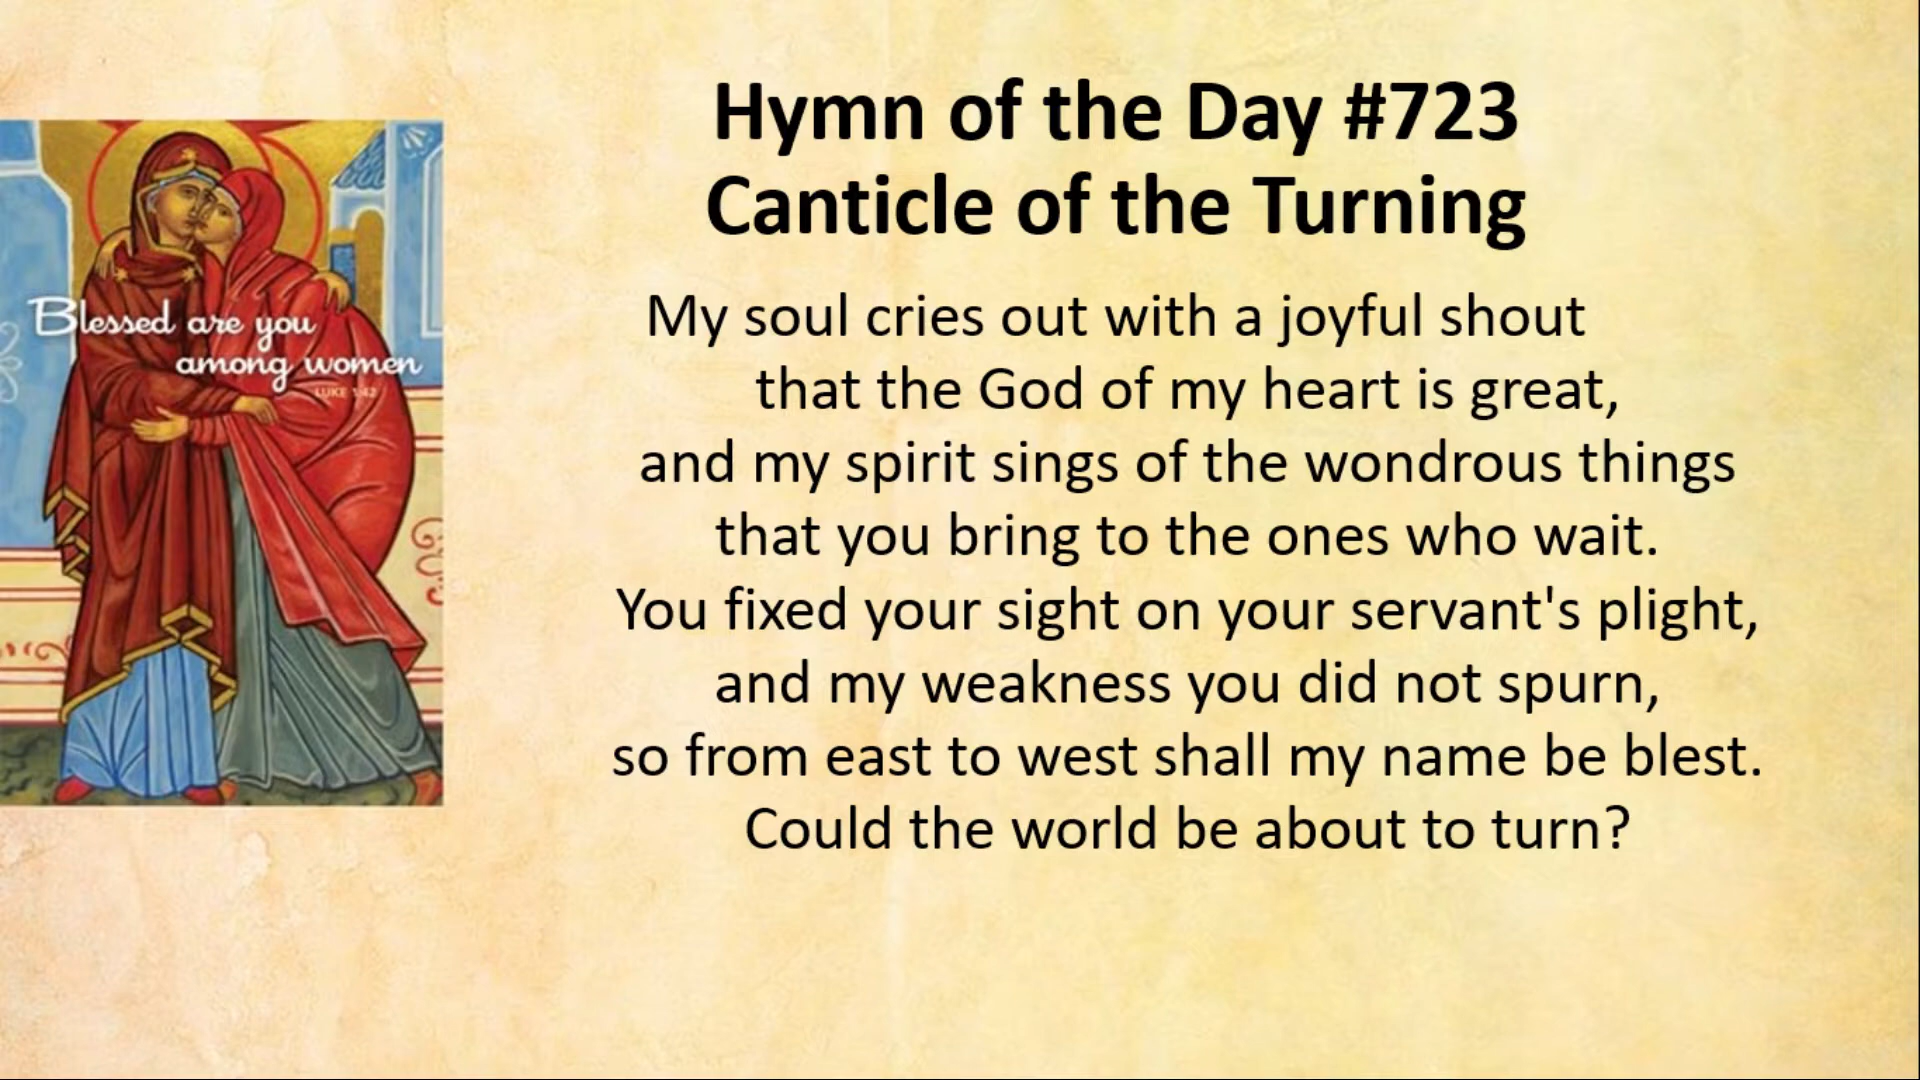 Hymn of the Day #723
Canticle of the Turning
Blessed are you
among women
LUKE 1:42
My soul cries out with a joyful shout
that the God of my heart is great,
and my spirit sings of the wondrous things
that you bring to the ones who wait.
You fixed your sight on your servant's plight,
and my weakness you did not spurn,
so from east to west shall my name be blest.
Could the world be about to turn?